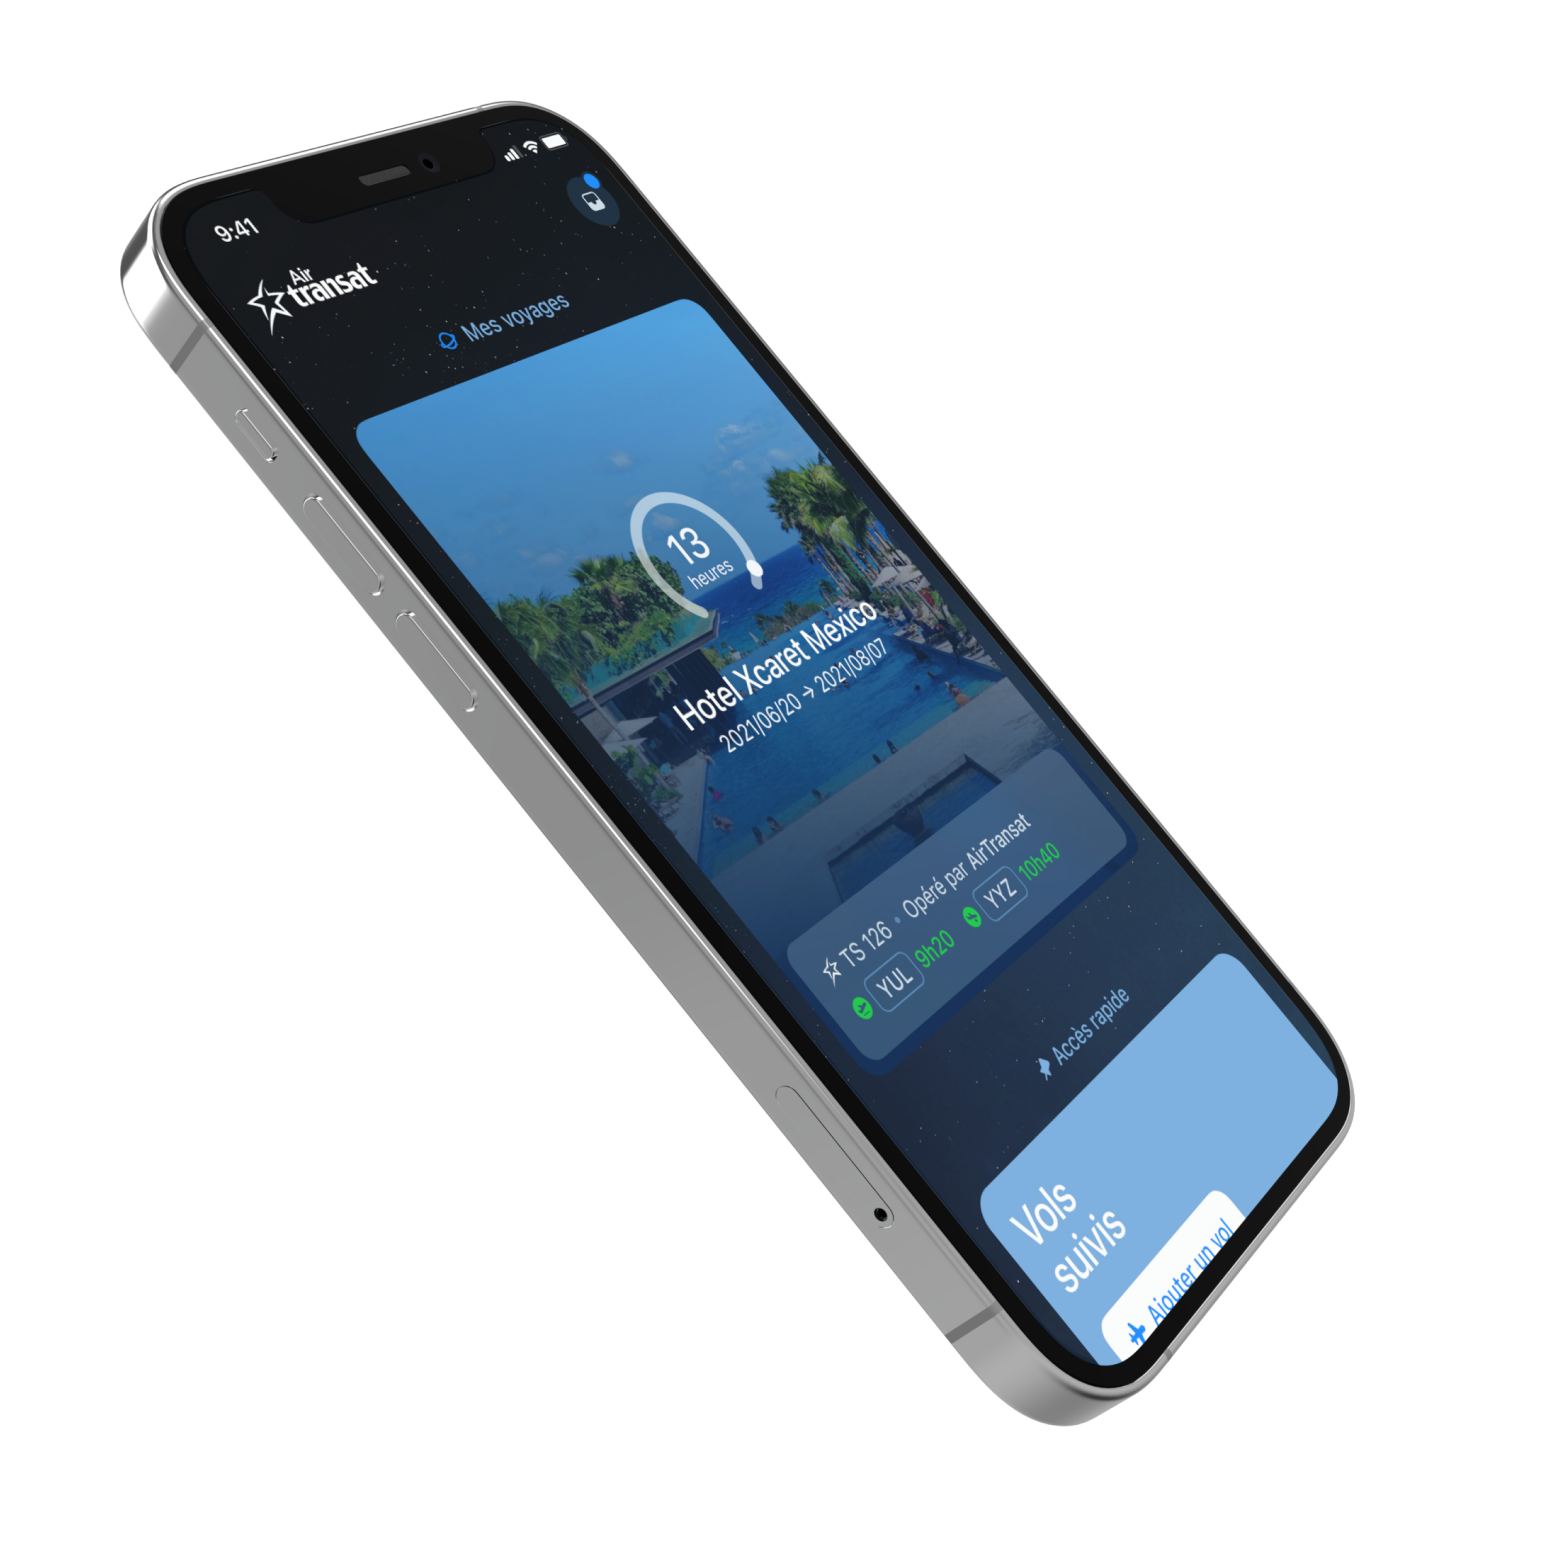 9:41
Air
transat
Mes voyages
13
heures
Hotel Xcaret Mexico
2021/06/20 → 2021/08/07
TS 126 • Opéré par AirTransat
YUL 9h20 YYZ 10h40
Accès rapide
Vols
suivis
Ajouter un vol